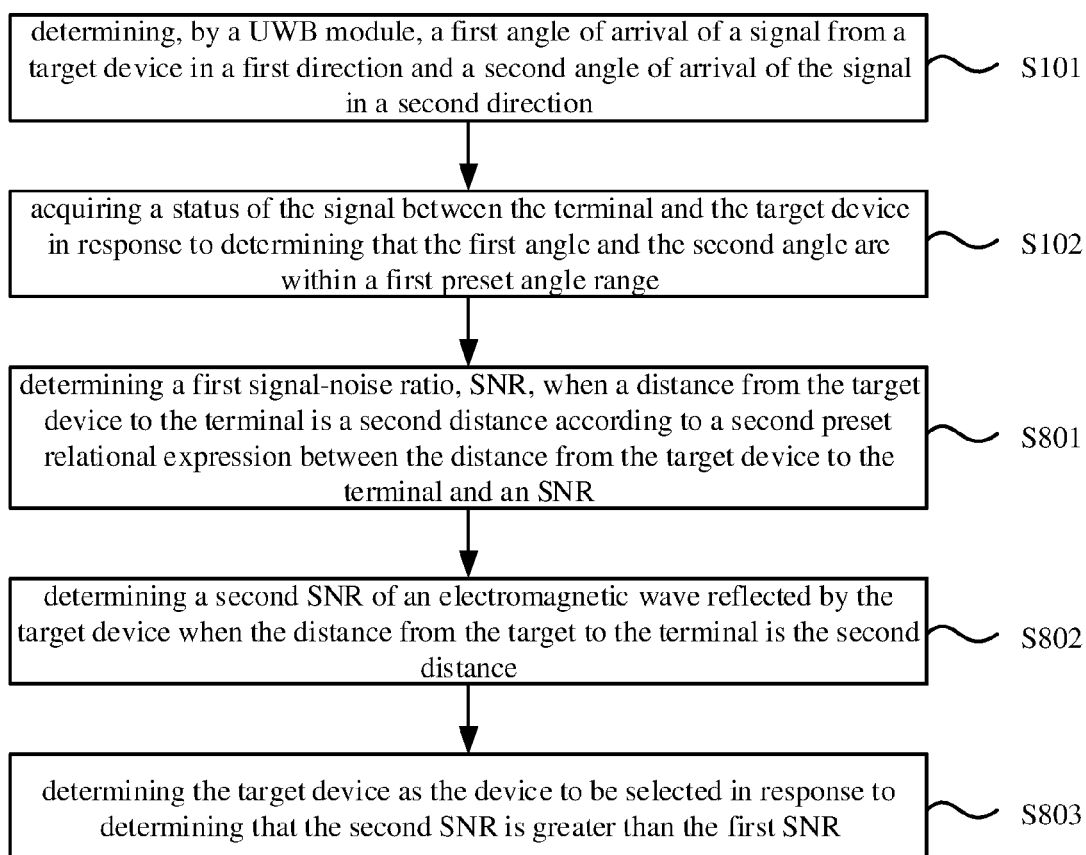 determining, by a UWB module, a first angle of arrival of a signal from a
target device in a first direction and a second angle of arrival of the signal
in a second direction
S101
acquiring a status of the signal between the terminal and the target device
in response to determining that the first angle and the second angle are
within a first preset angle range
S102
determining a first signal-noise ratio, SNR, when a distance from the target
device to the terminal is a second distance according to a second preset
relational expression between the distance from the target device to the
terminal and an SNR
S801
determining a second SNR of an electromagnetic wave reflected by the
target device when the distance from the target to the terminal is the second
distance
S802
determining the target device as the device to be selected in response to
determining that the second SNR is greater than the first SNR
S803